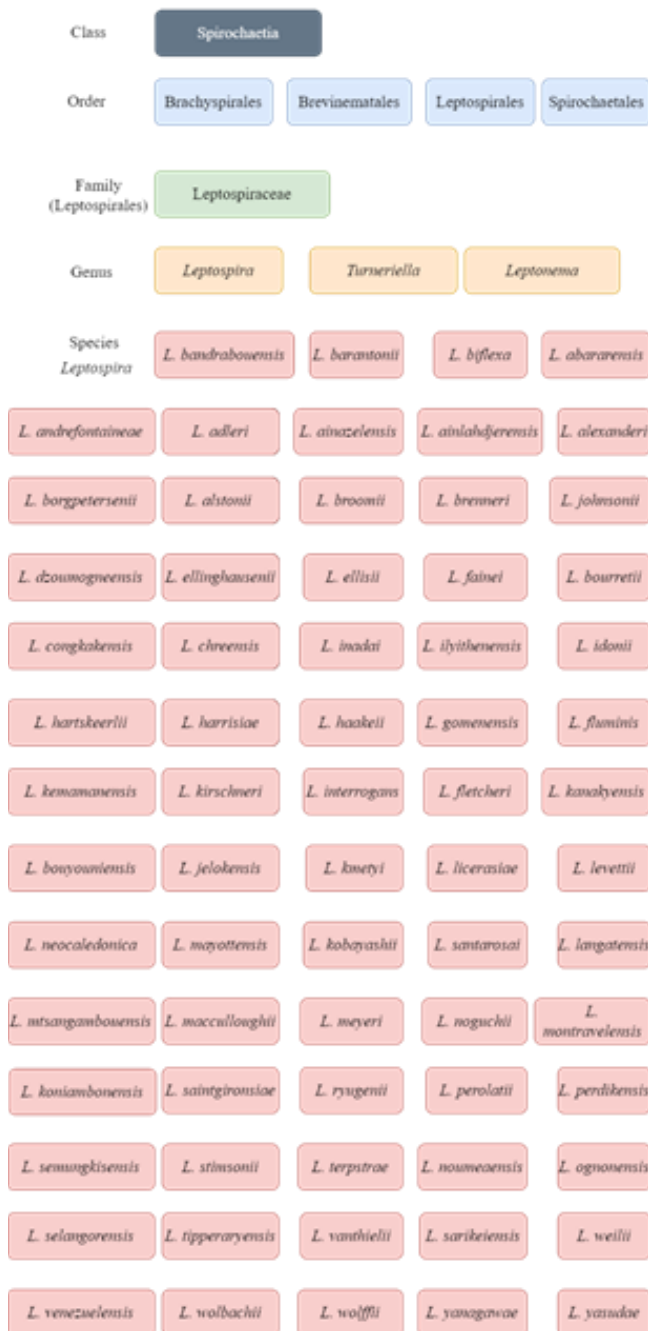 Class
Spirochaetia
Order
Brachyspirales
Brevinematales
Leptospirales
Spirochaetales
Family
(Leptospirales)
Leptospiraceae
Genus
Leptospira
Turneriella
Leptonema
Species
Leptospira
L. bandrabouensis
L. barantonii
L. biflexa
L. abararensis
L. andrefontaineae
L. adleri
L. ainazelensis
L. ainlahdjerensis
L. alexanderi
L. borgpetersenii
L. alstonii
L. broomii
L. brenneri
L. johnsonii
L. dzoumogneensis
L. ellinghausenii
L. ellisii
L. fainei
L. bourretii
L. congkakensis
L. chreensis
L. inadai
L. ilyithenensis
L. idonii
L. hartskeerlii
L. harrisiae
L. haakeii
L. gomenensis
L. fluminis
L. kemamanensis
L. kirschneri
L. interrogans
L. fletcheri
L. kanakyensis
L. bouyouniensis
L. jelokensis
L. kmetyi
L. licerasiae
L. levettii
L. neocaledonica
L. mayottensis
L. kobayashii
L. santarosai
L. langatensis
L. mtsangambouensis
L. macculloughii
L. meyeri
L. noguchii
L.
montravelensis
L. koniambonensis
L. saintgironsiae
L. ryugenii
L. perolatii
L. perdikensis
L. semungkisensis
L. stimsonii
L. terpstrae
L. noumeaensis
L. ognonensis
L. selangorensis
L. tipperaryensis
L. vanthielii
L. sarikeiensis
L. weilii
L. venezuelensis
L. wolbachii
L. wolffii
L. yanagawae
L. yasudae